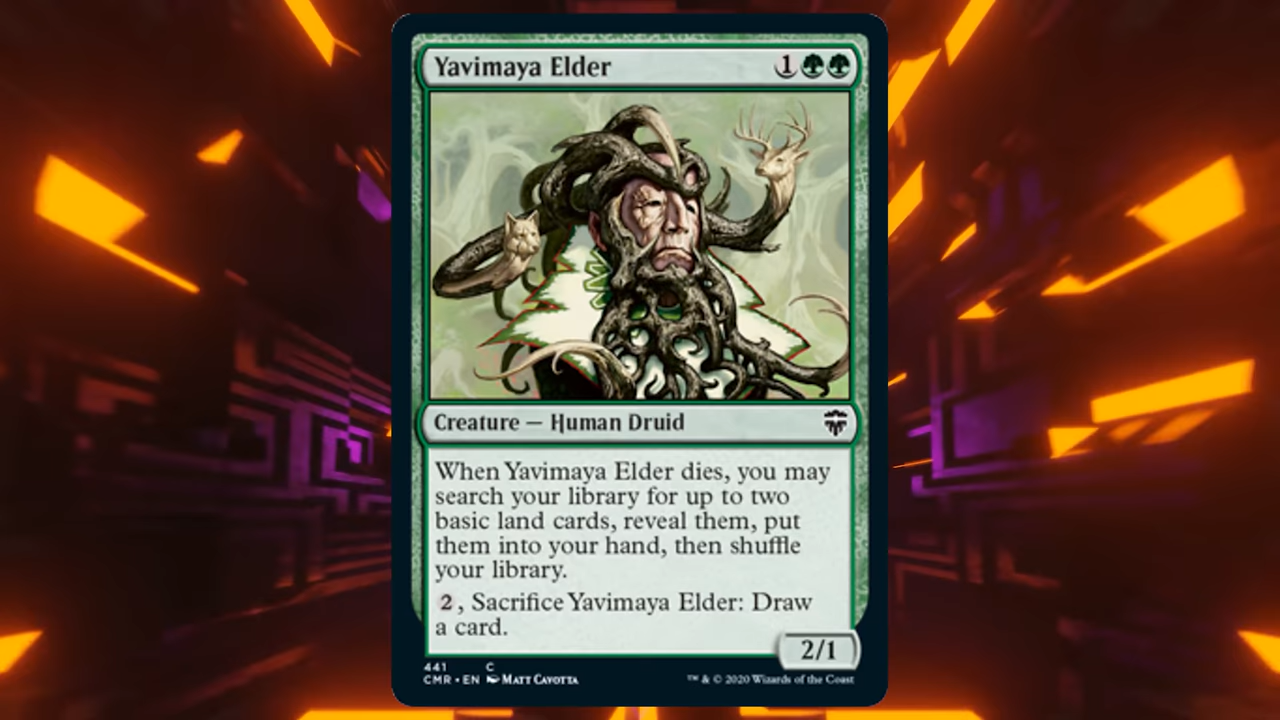 Yavimaya Elder 1
Creature — Human Druid
When Yavimaya Elder dies, you may
search your library for up to two
basic land cards, reveal them, put
them into your hand, then shuffle
your library.
2, Sacrifice Yavimaya Elder: Draw
a card.
2/1
441 C
CMR • EN MATT CAVOTTA
™ & © 2020 Wizards of the Coast